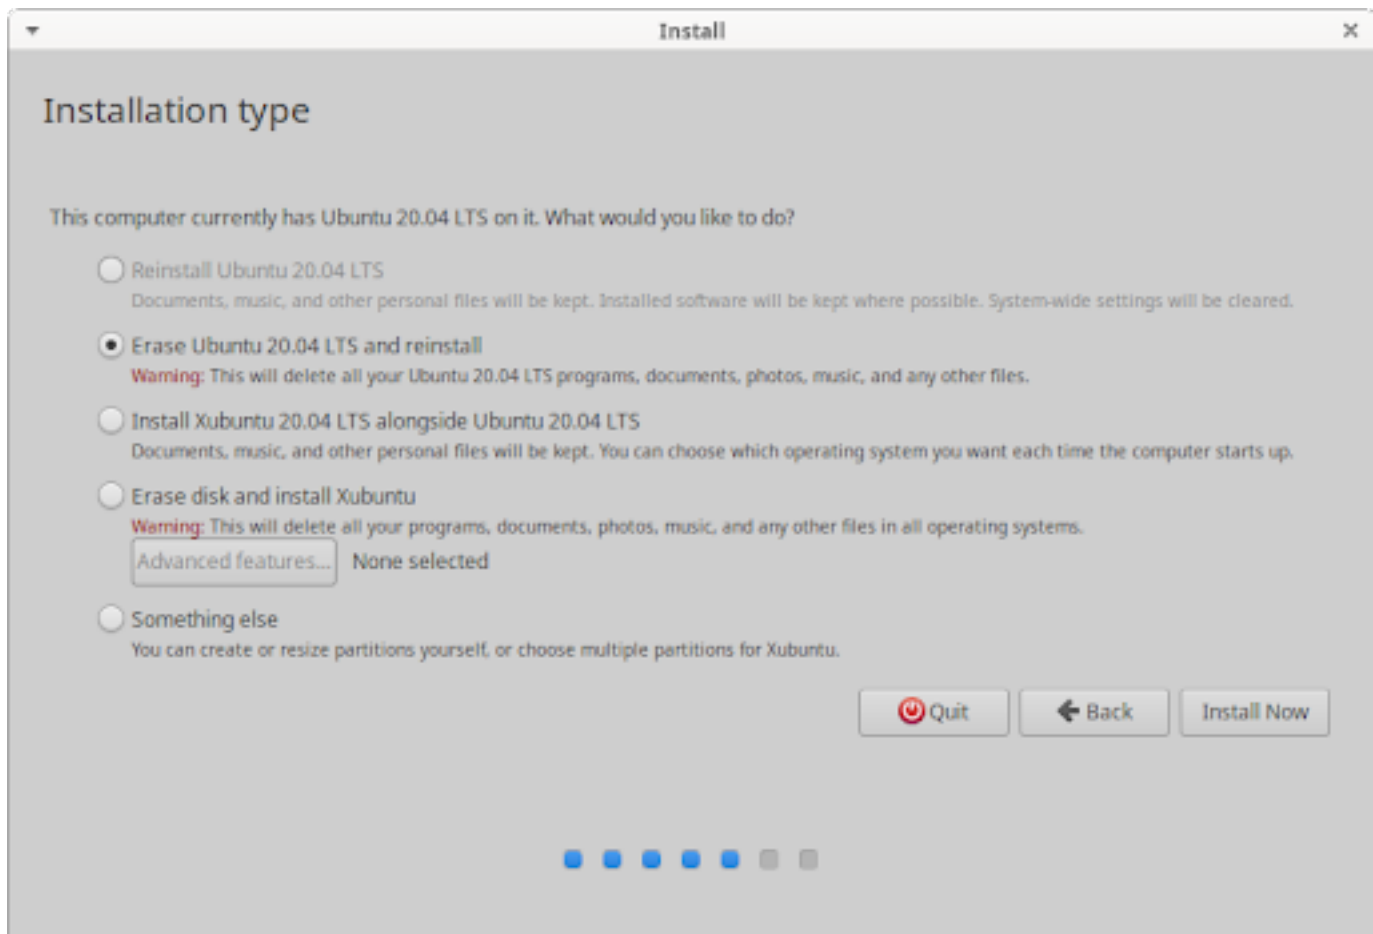 Install
Installation type
This computer currently has Ubuntu 20.04 LTS on it. What would you like to do?
Reinstall Ubuntu 20.04 LTS
Documents, music, and other personal files will be kept. Installed software will be kept where possible. System-wide settings will be cleared.
Erase Ubuntu 20.04 LTS and reinstall
Warning: This will delete all your Ubuntu 20.04 LTS programs, documents, photos, music, and any other files.
Install Xubuntu 20.04 LTS alongside Ubuntu 20.04 LTS
Documents, music, and other personal files will be kept. You can choose which operating system you want each time the computer starts up.
Erase disk and install Xubuntu
Warning: This will delete all your programs, documents, photos, music, and any other files in all operating systems.
Advanced features... None selected
Something else
You can create or resize partitions yourself, or choose multiple partitions for Xubuntu.
Quit Back Install Now